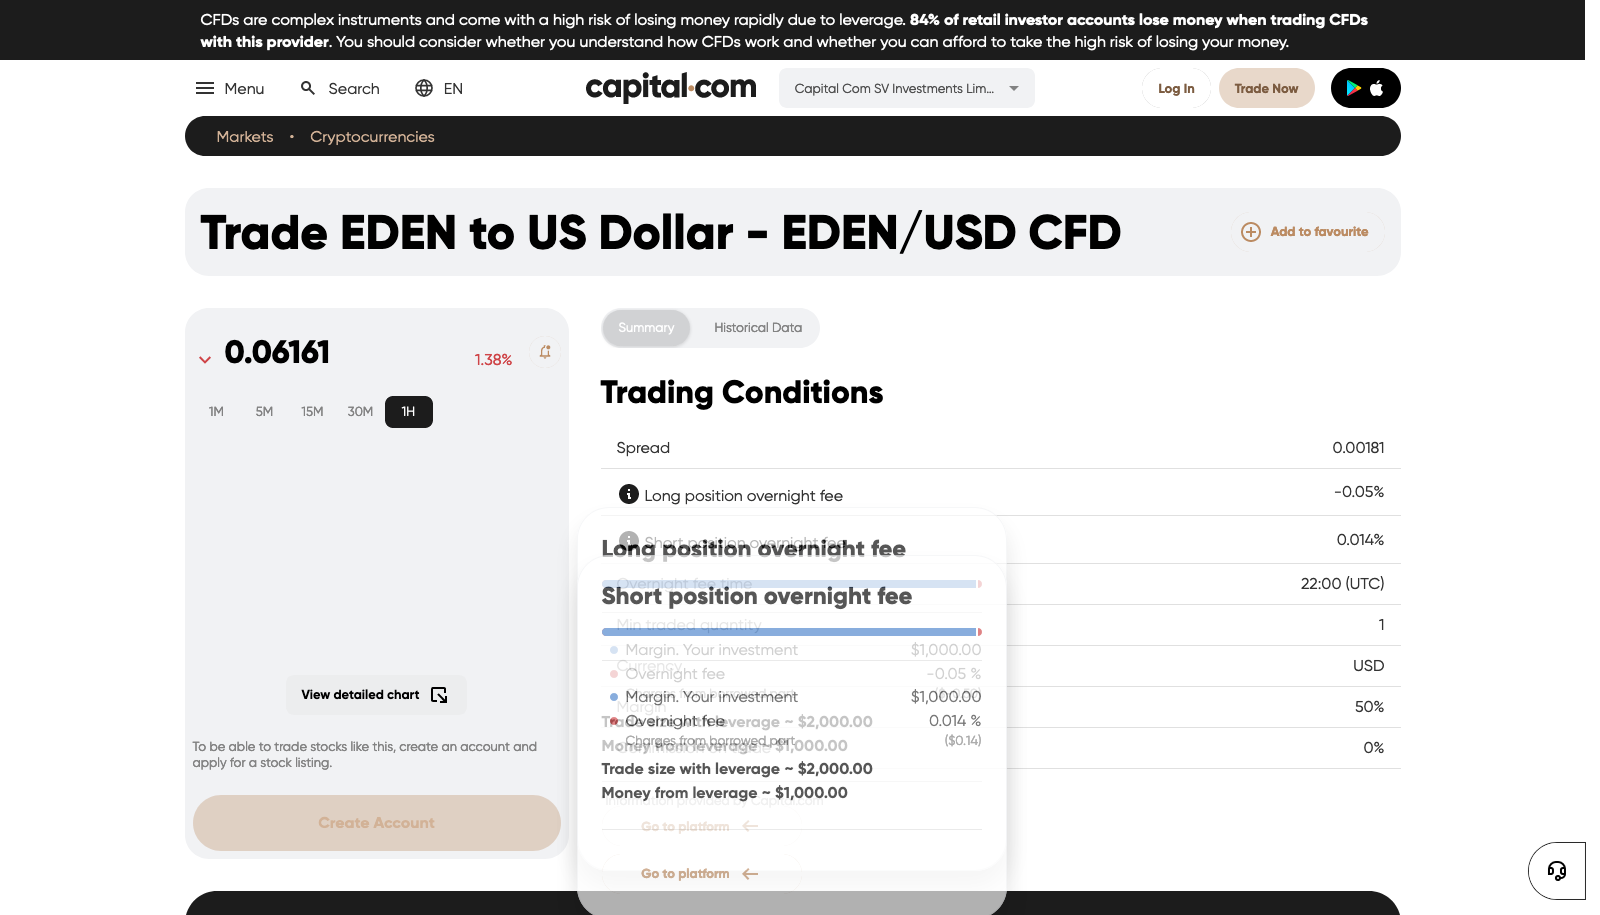 CFDs are complex instruments and come with a high risk of losing money rapidly due to leverage. 84% of retail investor accounts lose money when trading CFDs
with this provider. You should consider whether you understand how CFDs work and whether you can afford to take the high risk of losing your money.
Menu Search EN capital.com Capital Com SV Investments Lim... Log In Trade Now
Markets • Cryptocurrencies
Trade EDEN to US Dollar - EDEN/USD CFD
Add to favourite
0.06161 1.38%
1M 5M 15M 30M 1H
View detailed chart
To be able to trade stocks like this, create an account and
apply for a stock listing.
Create Account
Summary Historical Data
Trading Conditions
Spread 0.00181
Long position overnight fee -0.05%
Short position overnight fee 0.014%
Overnight fee time 22:00 (UTC)
Min traded quantity 1
Currency USD
Margin 50%
0%
Long position overnight fee
Margin. Your investment $1,000.00
Overnight fee -0.05 %
Trade size with leverage ~ $2,000.00
Money from leverage ~ $1,000.00
Information provided by Capital.com
Go to platform
Short position overnight fee
Margin. Your investment $1,000.00
Overnight fee 0.014 %
Charges from borrowed part ($0.14)
Trade size with leverage ~ $2,000.00
Money from leverage ~ $1,000.00
Go to platform